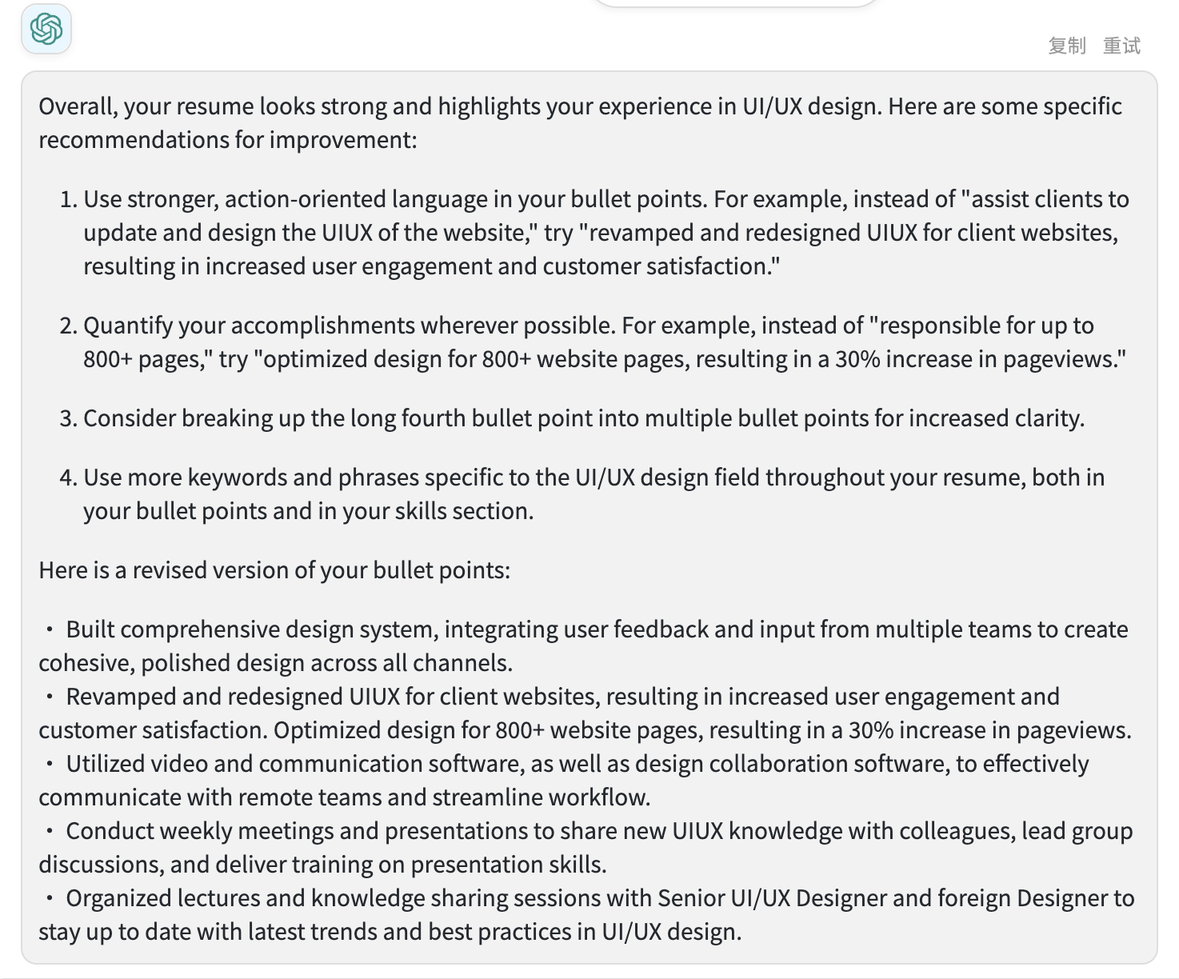 复制 重试
Overall, your resume looks strong and highlights your experience in UI/UX design. Here are some specific
recommendations for improvement:
1. Use stronger, action-oriented language in your bullet points. For example, instead of "assist clients to
update and design the UIUX of the website," try "revamped and redesigned UIUX for client websites,
resulting in increased user engagement and customer satisfaction."
2. Quantify your accomplishments wherever possible. For example, instead of "responsible for up to
800+ pages," try "optimized design for 800+ website pages, resulting in a 30% increase in pageviews."
3. Consider breaking up the long fourth bullet point into multiple bullet points for increased clarity.
4. Use more keywords and phrases specific to the UI/UX design field throughout your resume, both in
your bullet points and in your skills section.
Here is a revised version of your bullet points:
・ Built comprehensive design system, integrating user feedback and input from multiple teams to create
cohesive, polished design across all channels.
・ Revamped and redesigned UIUX for client websites, resulting in increased user engagement and
customer satisfaction. Optimized design for 800+ website pages, resulting in a 30% increase in pageviews.
・ Utilized video and communication software, as well as design collaboration software, to effectively
communicate with remote teams and streamline workflow.
・ Conduct weekly meetings and presentations to share new UIUX knowledge with colleagues, lead group
discussions, and deliver training on presentation skills.
・ Organized lectures and knowledge sharing sessions with Senior UI/UX Designer and foreign Designer to
stay up to date with latest trends and best practices in UI/UX design.